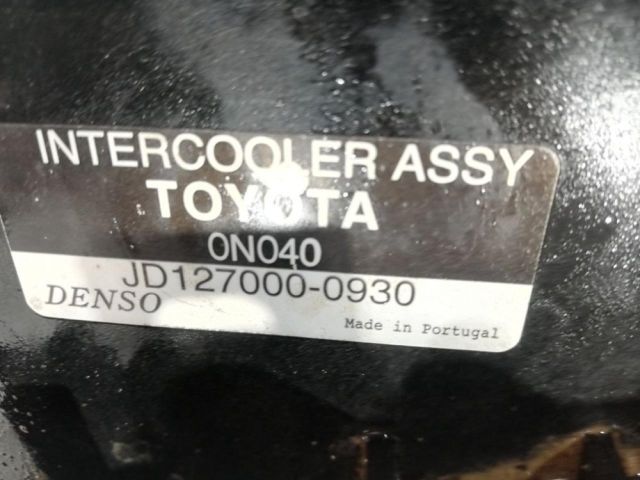 INTERCOOLER ASSY
TOYOTA
0N040
JD127000-0930
DENSO
Made in Portugal